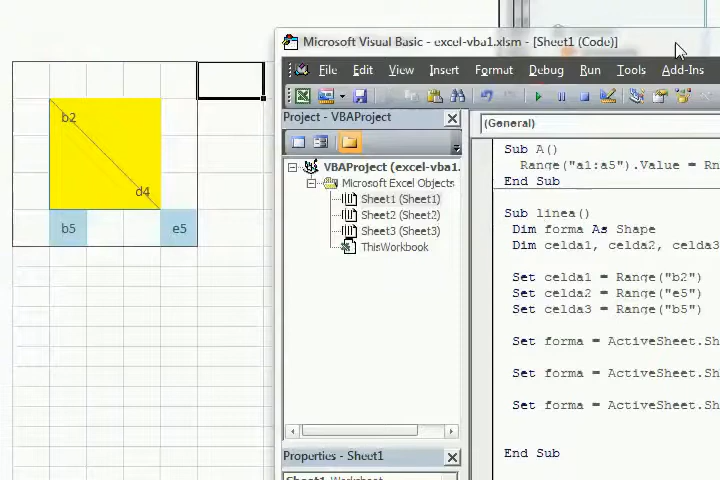 Microsoft Visual Basic - excel-vba1.xlsm - [Sheet1 (Code)]
File Edit View Insert Format Debug Run Tools Add-Ins
Project - VBAProject
(General)
VBAProject (excel-vba1.
Microsoft Excel Objects
Sheet1 (Sheet1)
Sheet2 (Sheet2)
Sheet3 (Sheet3)
ThisWorkbook
Properties - Sheet1
Sheet1 Worksheet
b2
d4
b5 e5
Sub A()
Range("a1:a5").Value = Rn
End Sub
Sub linea()
Dim forma As Shape
Dim celda1, celda2, celda3
Set celda1 = Range("b2")
Set celda2 = Range("e5")
Set celda3 = Range("b5")
Set forma = ActiveSheet.Sh
Set forma = ActiveSheet.Sh
Set forma = ActiveSheet.Sh
End Sub